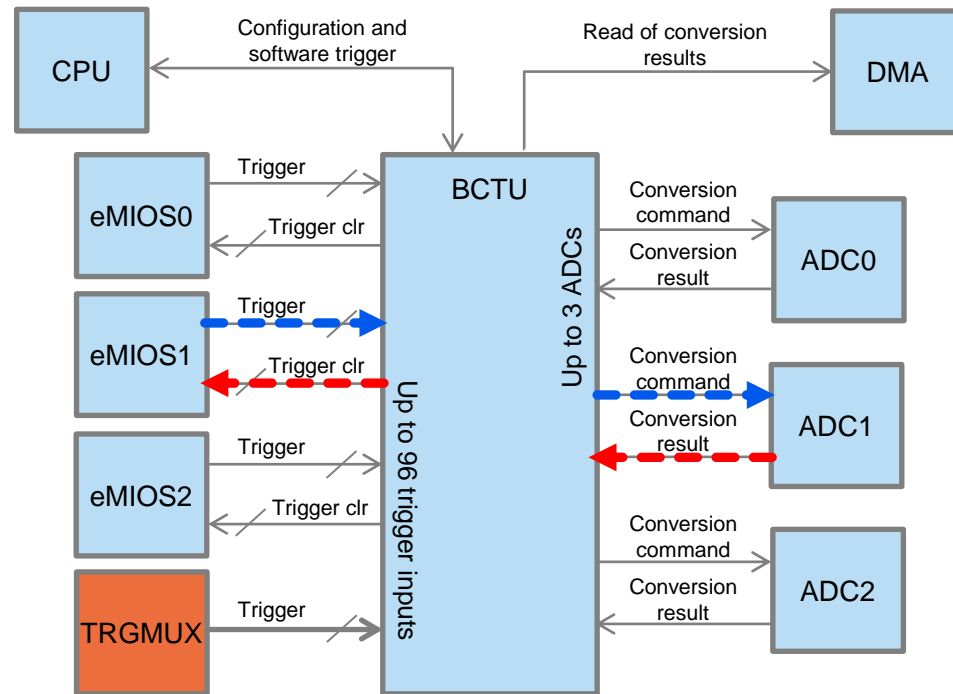 CPU
Configuration and
software trigger
Read of conversion
results
DMA
eMIOS0
Trigger
Trigger clr
BCTU
Up to 96 trigger inputs
Up to 3 ADCs
Conversion
command
Conversion
result
ADC0
eMIOS1
Trigger
Trigger clr
Conversion
command
Conversion
result
ADC1
eMIOS2
Trigger
Trigger clr
Conversion
command
Conversion
result
ADC2
TRGMUX
Trigger